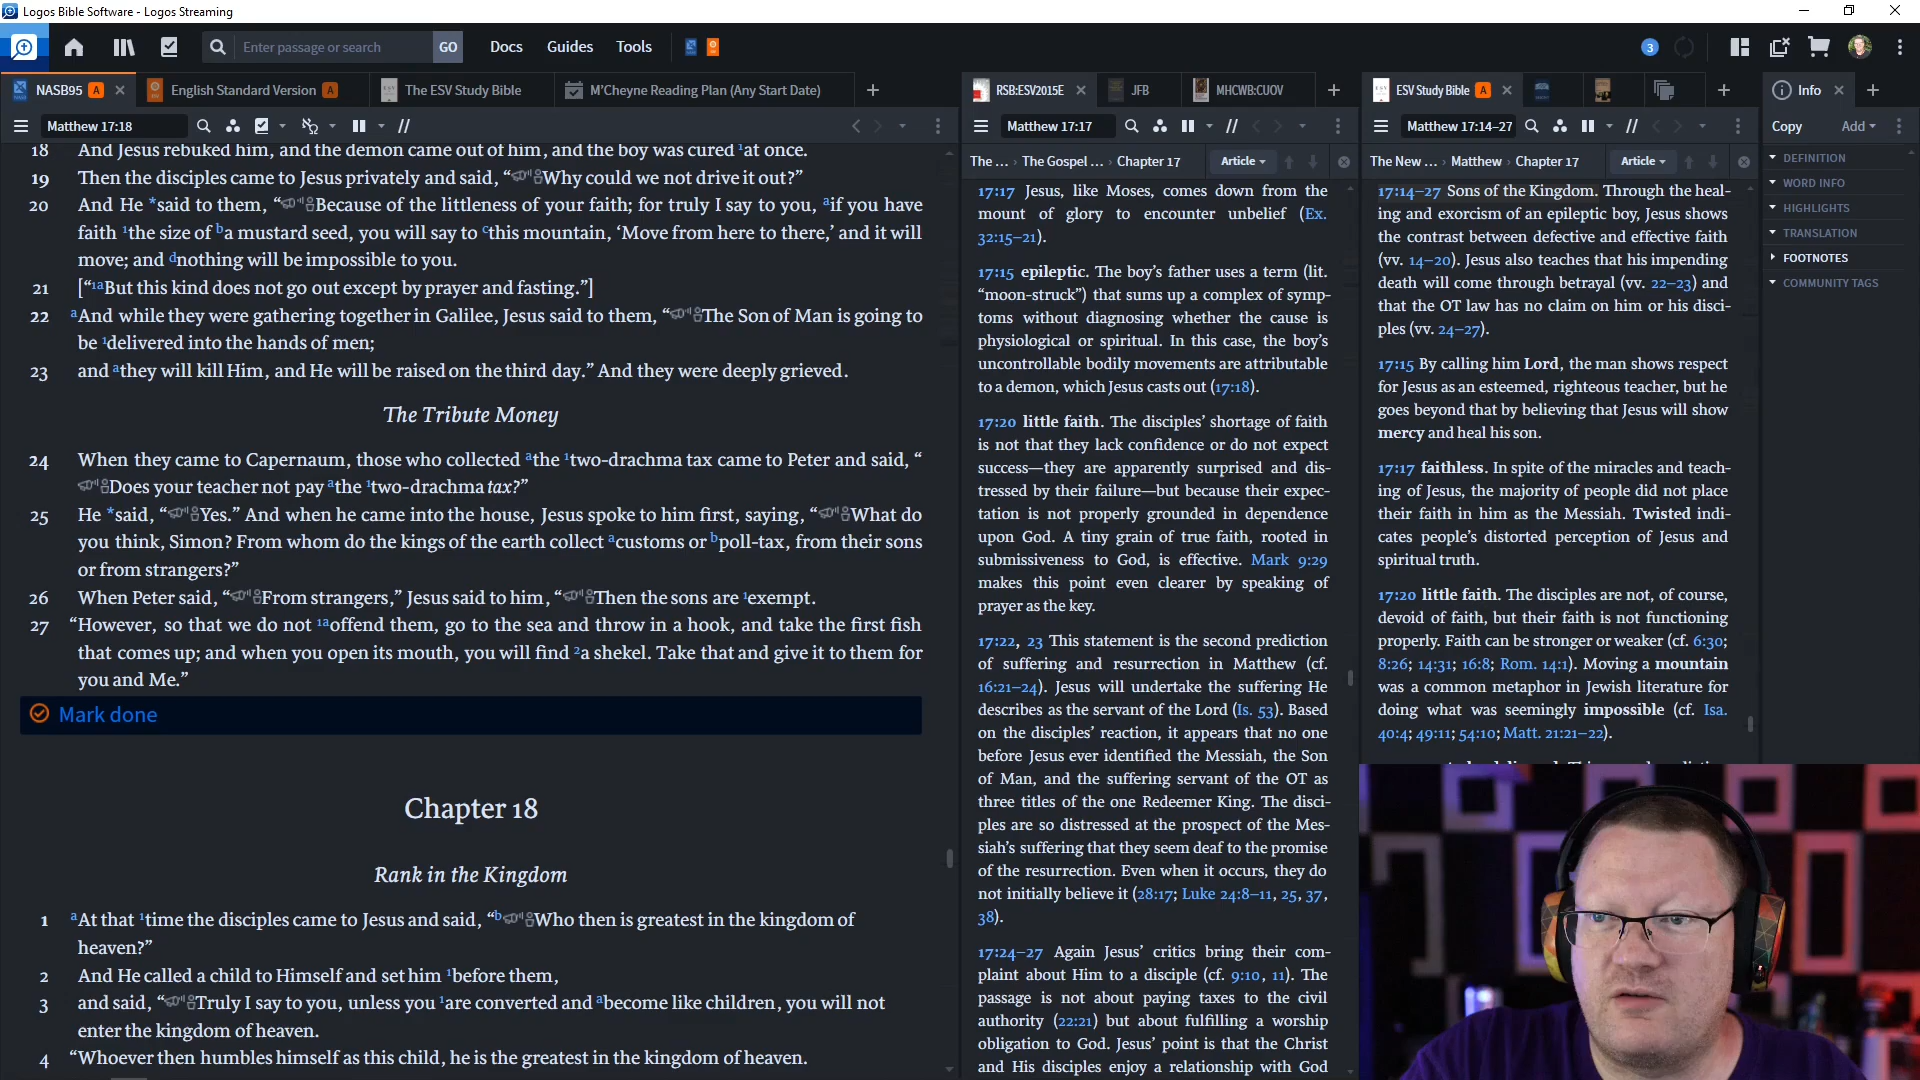 Logos Bible Software - Logos Streaming
Enter passage or search
GO
Docs
Guides
Tools
3
NASB95 A
English Standard Version A
The ESV Study Bible
M'Cheyne Reading Plan (Any Start Date)
Matthew 17:18
18 And Jesus rebuked him, and the demon came out of him, and the boy was cured 1at once.
19 Then the disciples came to Jesus privately and said, “Why could we not drive it out?”
20 And He *said to them, “Because of the littleness of your faith; for truly I say to you, aif you have
faith 1the size of ba mustard seed, you will say to cthis mountain, ‘Move from here to there,’ and it will
move; and dnothing will be impossible to you.
21 [“1aBut this kind does not go out except by prayer and fasting.”]
22 aAnd while they were gathering together in Galilee, Jesus said to them, “The Son of Man is going to
be 1delivered into the hands of men;
23 and athey will kill Him, and He will be raised on the third day.” And they were deeply grieved.
The Tribute Money
24 When they came to Capernaum, those who collected athe 1two-drachma tax came to Peter and said, “
Does your teacher not pay athe 1two-drachma tax?”
25 He *said, “Yes.” And when he came into the house, Jesus spoke to him first, saying, “What do
you think, Simon? From whom do the kings of the earth collect acustoms or bpoll-tax, from their sons
or from strangers?”
26 When Peter said, “From strangers,” Jesus said to him, “Then the sons are 1exempt.
27 “However, so that we do not 1aoffend them, go to the sea and throw in a hook, and take the first fish
that comes up; and when you open its mouth, you will find 2a shekel. Take that and give it to them for
you and Me.”
Mark done
Chapter 18
Rank in the Kingdom
1 aAt that 1time the disciples came to Jesus and said, “bWho then is greatest in the kingdom of
heaven?”
2 And He called a child to Himself and set him 1before them,
3 and said, “Truly I say to you, unless you 1are converted and abecome like children, you will not
enter the kingdom of heaven.
4 “Whoever then humbles himself as this child, he is the greatest in the kingdom of heaven.
RSB:ESV2015E
JFB
MHCWB:CUOV
Matthew 17:17
The ... › The Gospel ... › Chapter 17
Article
17:17 Jesus, like Moses, comes down from the
mount of glory to encounter unbelief (Ex.
32:15–21).
17:15 epileptic. The boy’s father uses a term (lit.
“moon-struck”) that sums up a complex of symp-
toms without diagnosing whether the cause is
physiological or spiritual. In this case, the boy’s
uncontrollable bodily movements are attributable
to a demon, which Jesus casts out (17:18).
17:20 little faith. The disciples’ shortage of faith
is not that they lack confidence or do not expect
success—they are apparently surprised and dis-
tressed by their failure—but because their expec-
tation is not properly grounded in dependence
upon God. A tiny grain of true faith, rooted in
submissiveness to God, is effective. Mark 9:29
makes this point even clearer by speaking of
prayer as the key.
17:22, 23 This statement is the second prediction
of suffering and resurrection in Matthew (cf.
16:21–24). Jesus will undertake the suffering He
describes as the servant of the Lord (Is. 53). Based
on the disciples’ reaction, it appears that no one
before Jesus ever identified the Messiah, the Son
of Man, and the suffering servant of the OT as
three titles of the one Redeemer King. The disci-
ples are so distressed at the prospect of the Mes-
siah’s suffering that they seem deaf to the promise
of the resurrection. Even when it occurs, they do
not initially believe it (28:17; Luke 24:8–11, 25, 37,
38).
17:24–27 Again Jesus’ critics bring their com-
plaint about Him to a disciple (cf. 9:10, 11). The
passage is not about paying taxes to the civil
authority (22:21) but about fulfilling a worship
obligation to God. Jesus’ point is that the Christ
and His disciples enjoy a relationship with God
ESV Study Bible A
Matthew 17:14–27
The New ... › Matthew › Chapter 17
Article
17:14–27 Sons of the Kingdom. Through the heal-
ing and exorcism of an epileptic boy, Jesus shows
the contrast between defective and effective faith
(vv. 14–20). Jesus also teaches that his impending
death will come through betrayal (vv. 22–23) and
that the OT law has no claim on him or his disci-
ples (vv. 24–27).
17:15 By calling him Lord, the man shows respect
for Jesus as an esteemed, righteous teacher, but he
goes beyond that by believing that Jesus will show
mercy and heal his son.
17:17 faithless. In spite of the miracles and teach-
ing of Jesus, the majority of people did not place
their faith in him as the Messiah. Twisted indi-
cates people’s distorted perception of Jesus and
spiritual truth.
17:20 little faith. The disciples are not, of course,
devoid of faith, but their faith is not functioning
properly. Faith can be stronger or weaker (cf. 6:30;
8:26; 14:31; 16:8; Rom. 14:1). Moving a mountain
was a common metaphor in Jewish literature for
doing what was seemingly impossible (cf. Isa.
40:4; 49:11; 54:10; Matt. 21:21–22).
Info
Copy
Add
DEFINITION
WORD INFO
HIGHLIGHTS
TRANSLATION
FOOTNOTES
COMMUNITY TAGS